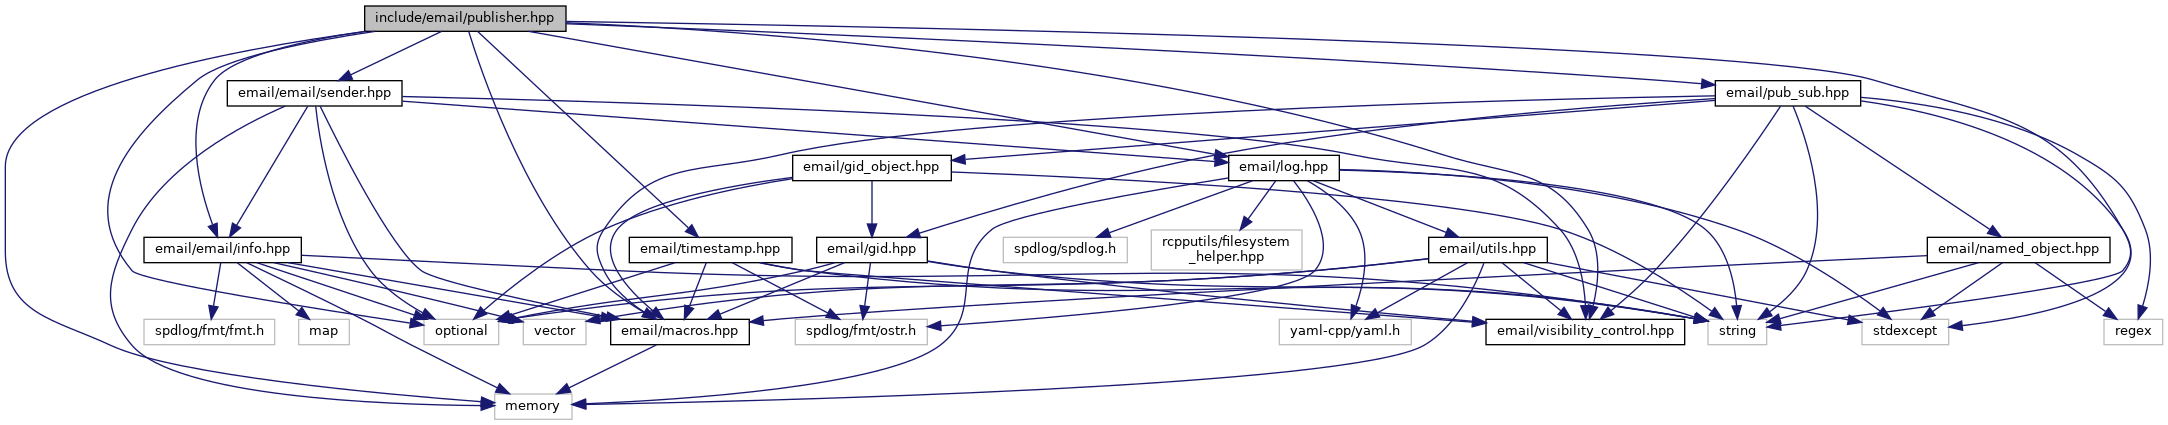 include/email/publisher.hpp
email/email/sender.hpp
email/pub_sub.hpp
email/gid_object.hpp
email/log.hpp
email/email/info.hpp
email/timestamp.hpp
email/gid.hpp
spdlog/spdlog.h
rcpputils/filesystem
_helper.hpp
email/utils.hpp
email/named_object.hpp
spdlog/fmt/fmt.h
map
optional
vector
email/macros.hpp
spdlog/fmt/ostr.h
yaml-cpp/yaml.h
email/visibility_control.hpp
string
stdexcept
regex
memory